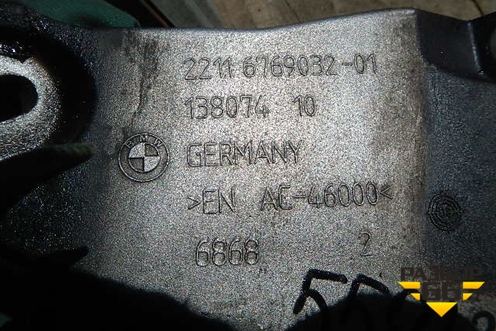 2211 6769032-01
138074 10
GERMANY
>EN AC-46000<
6868 2